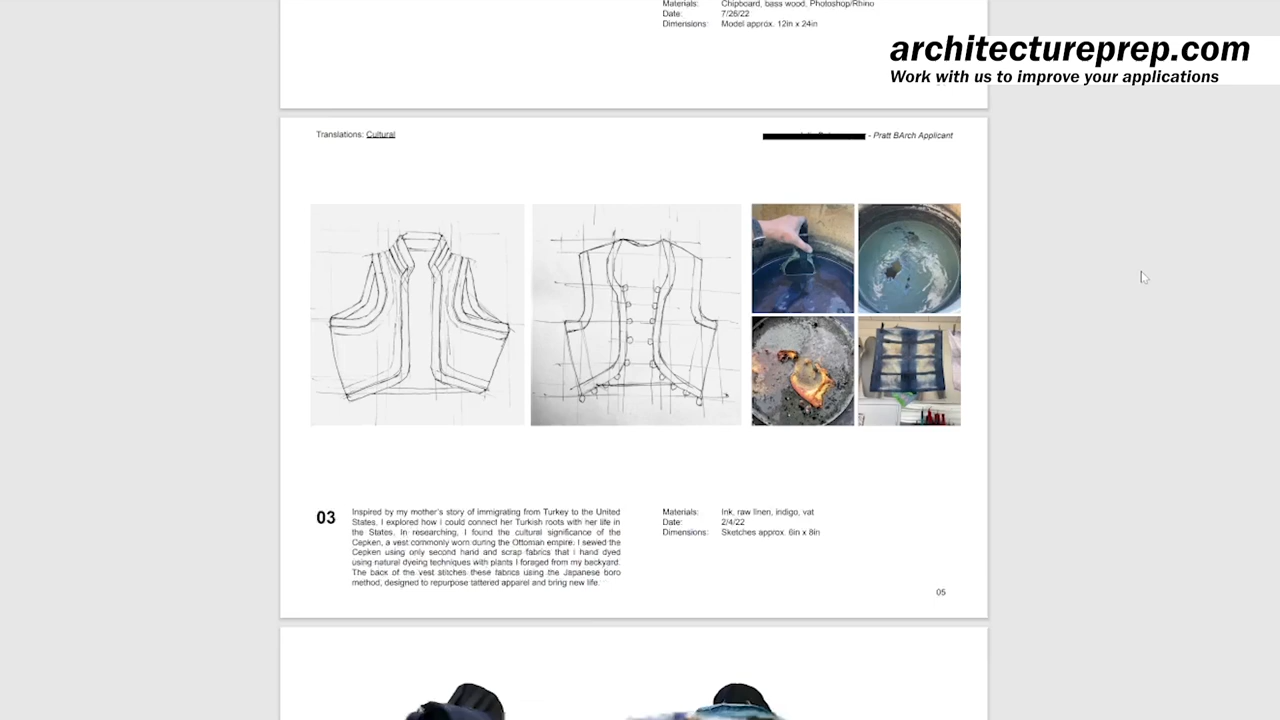 Materials: Chipboard, bass wood, Photoshop/Rhino
Date: 7/26/22
Dimensions: Model approx. 12in x 24in
architectureprep.com
Work with us to improve your applications
Translations: Cultural
- Pratt BArch Applicant
03
Inspired by my mother's story of immigrating from Turkey to the United
States, I explored how I could connect her Turkish roots with her life in
the States. In researching, I found the cultural significance of the
Cepken, a vest commonly worn during the Ottoman empire. I sewed the
Cepken using only second hand and scrap fabrics that I hand dyed
using natural dyeing techniques with plants I foraged from my backyard.
The back of the vest stitches these fabrics using the Japanese boro
method, designed to repurpose tattered apparel and bring new life.
Materials: Ink, raw linen, indigo, vat
Date: 2/4/22
Dimensions: Sketches approx. 6in x 8in
05